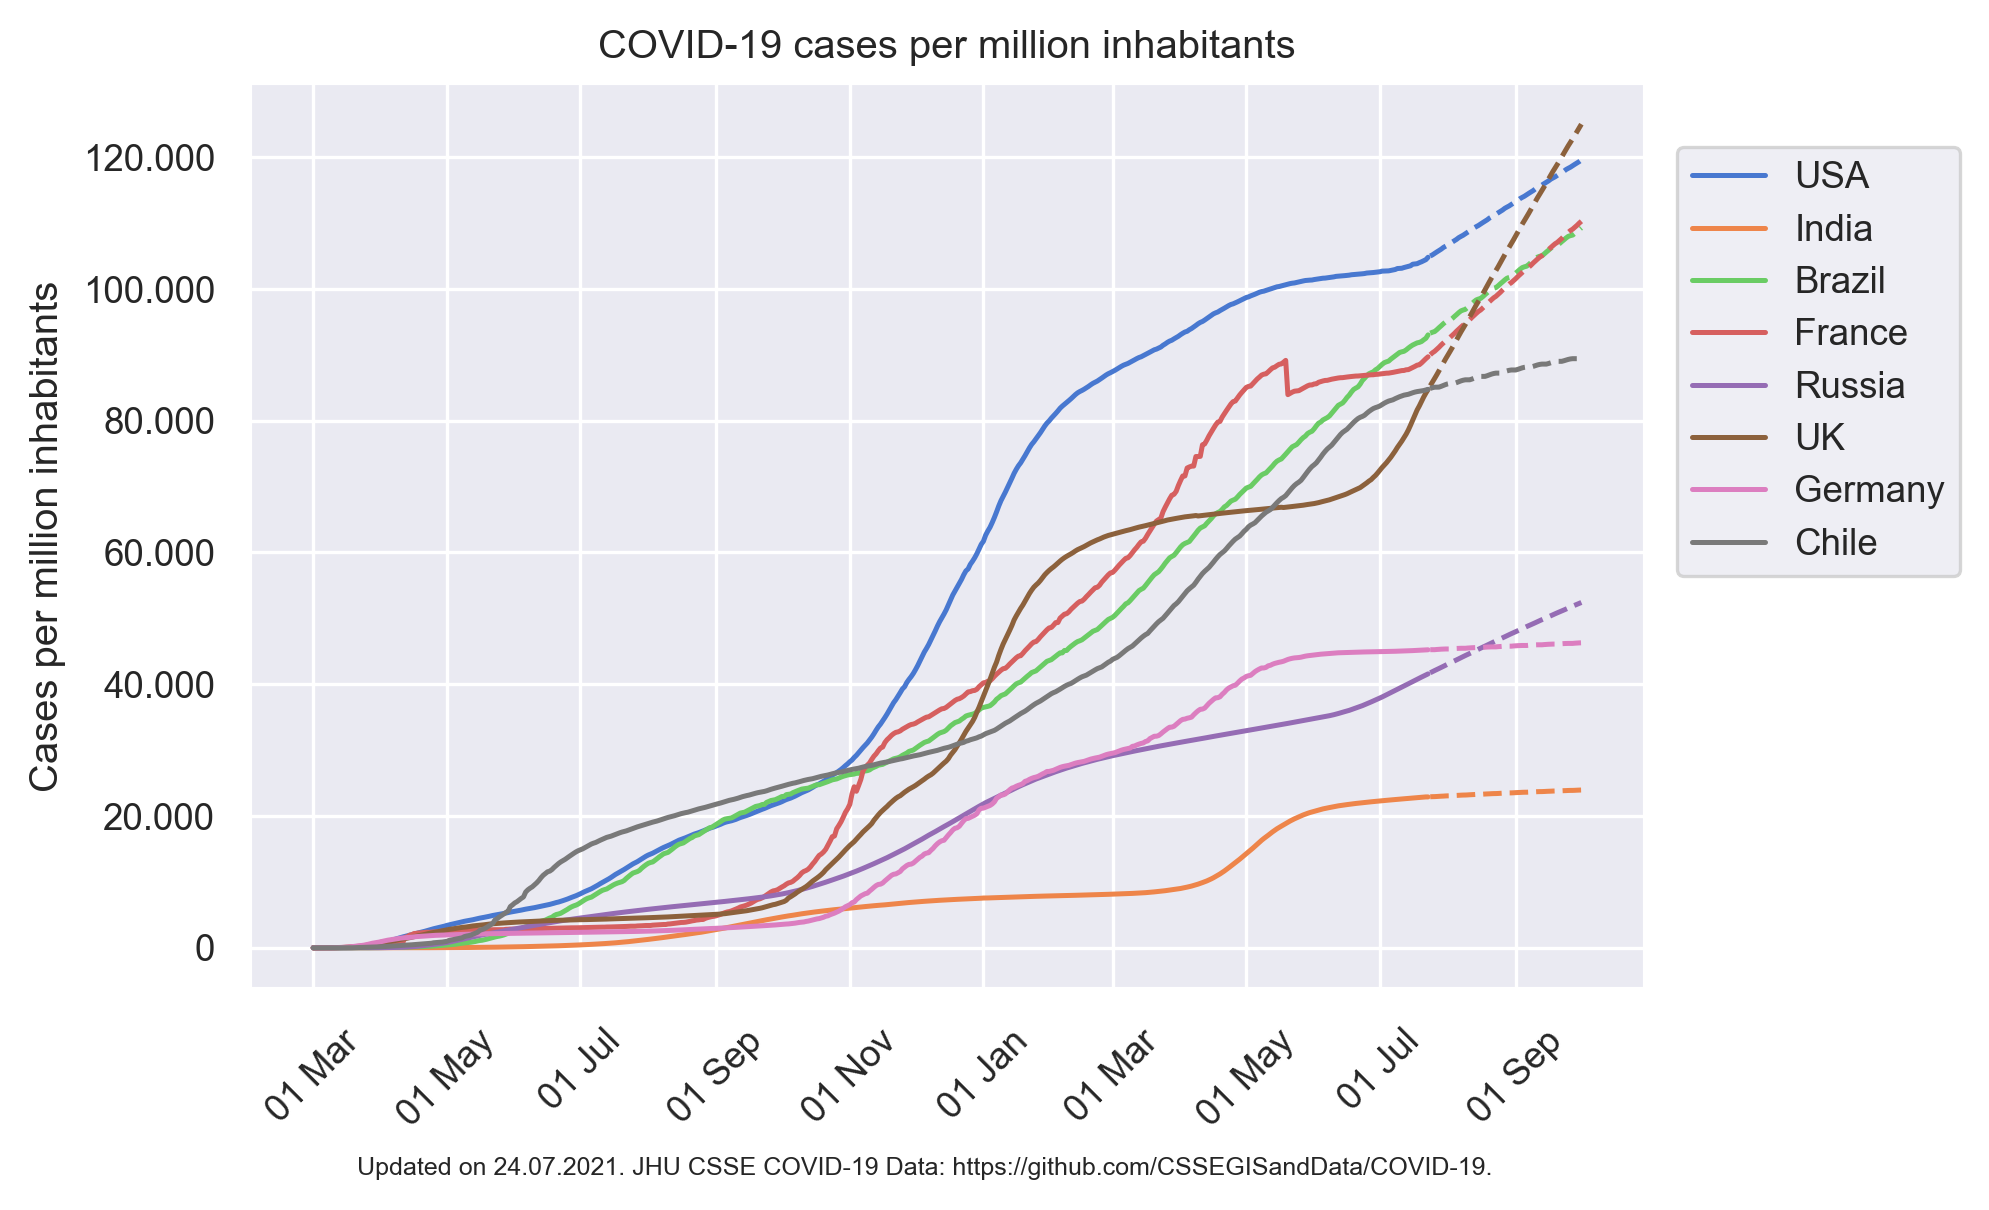 COVID-19 cases per million inhabitants
Cases per million inhabitants
120.000
100.000
80.000
60.000
40.000
20.000
0
01 Mar
01 May
01 Jul
01 Sep
01 Nov
01 Jan
01 Mar
01 May
01 Jul
01 Sep
USA
India
Brazil
France
Russia
UK
Germany
Chile
Updated on 24.07.2021. JHU CSSE COVID-19 Data: https://github.com/CSSEGISandData/COVID-19.